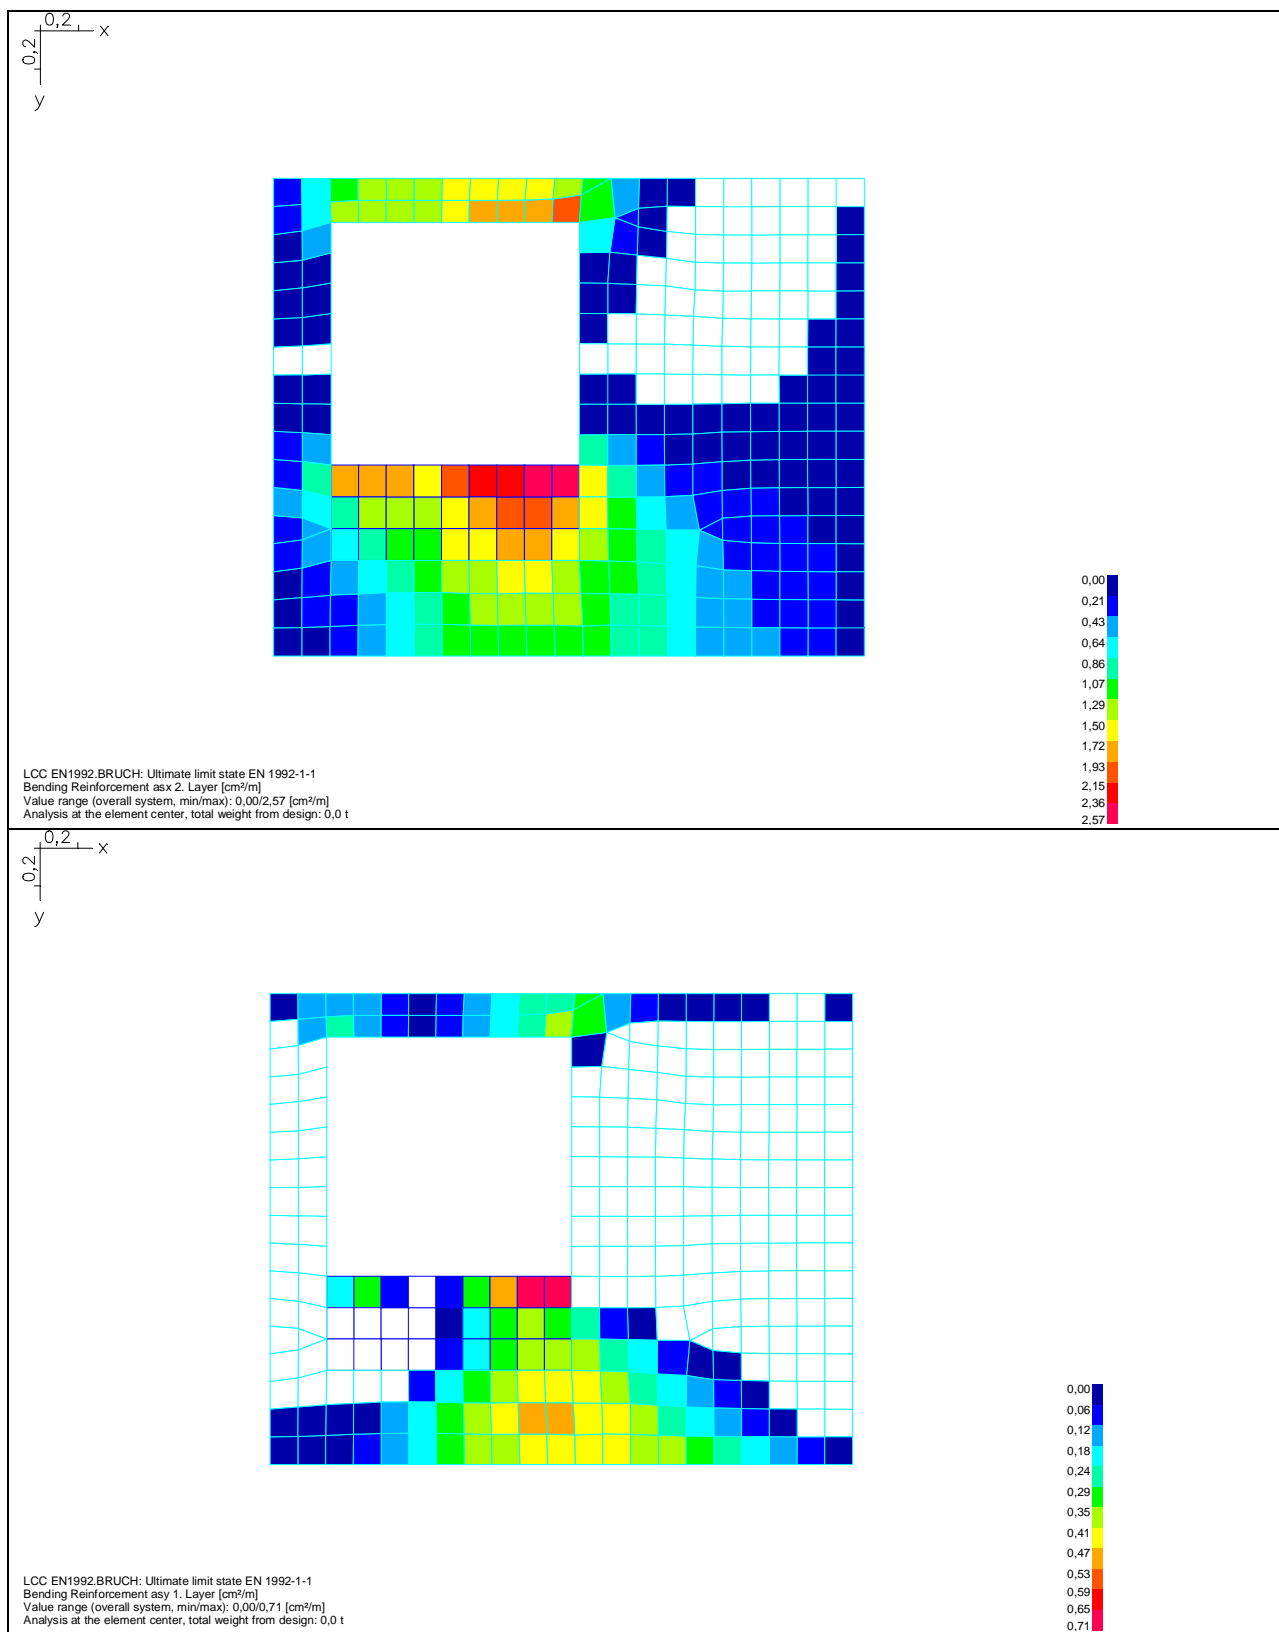 0,2
x
0,2
y
0,00
0,21
0,43
0,64
0,86
1,07
1,29
1,50
1,72
1,93
2,15
2,36
2,57
LCC EN1992.BRUCH: Ultimate limit state EN 1992-1-1
Bending Reinforcement asx 2. Layer [cm²/m]
Value range (overall system, min/max): 0,00/2,57 [cm²/m]
Analysis at the element center, total weight from design: 0,0 t
0,2
x
0,2
y
0,00
0,06
0,12
0,18
0,24
0,29
0,35
0,41
0,47
0,53
0,59
0,65
0,71
LCC EN1992.BRUCH: Ultimate limit state EN 1992-1-1
Bending Reinforcement asy 1. Layer [cm²/m]
Value range (overall system, min/max): 0,00/0,71 [cm²/m]
Analysis at the element center, total weight from design: 0,0 t